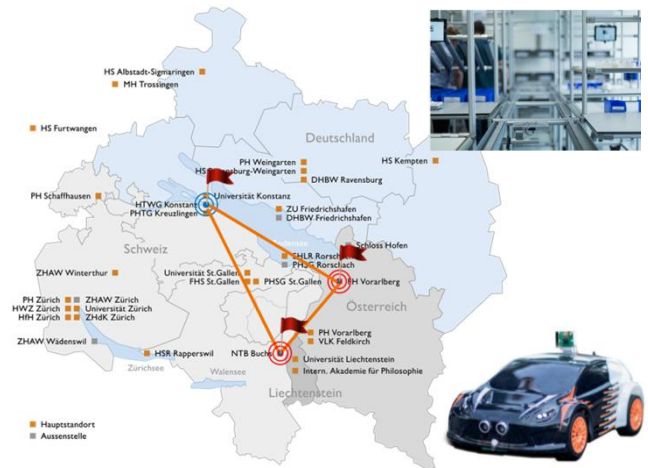 HS Albstadt-Sigmaringen
MH Trossingen
HS Furtwangen
Deutschland
PH Weingarten
HS Ravensburg-Weingarten
DHBW Ravensburg
HS Kempten
PH Schaffhausen
Universität Konstanz
HTWG Konstanz
PHTG Kreuzlingen
ZU Friedrichshafen
DHBW-Friedrichshafen
Schweiz
Schloss Hofen
Rorschach
PHSG Rorschach
ZHAW Winterthur
Universität St.Gallen
FHS St.Gallen
PHSG St.Gallen
FH Vorarlberg
PH Zürich
ZHAW Zürich
HWZ Zürich
Universität Zürich
HfH Zürich
ZHdK Zürich
Österreich
PH Vorarlberg
VLK Feldkirch
ZHAW Wädenswil
HSR Rapperswil
NTB Buchs
Universität Liechtenstein
Zürichsee
Walensee
Intern. Akademie für Philosophie
Liechtenstein
Hauptstandort
Aussenstelle